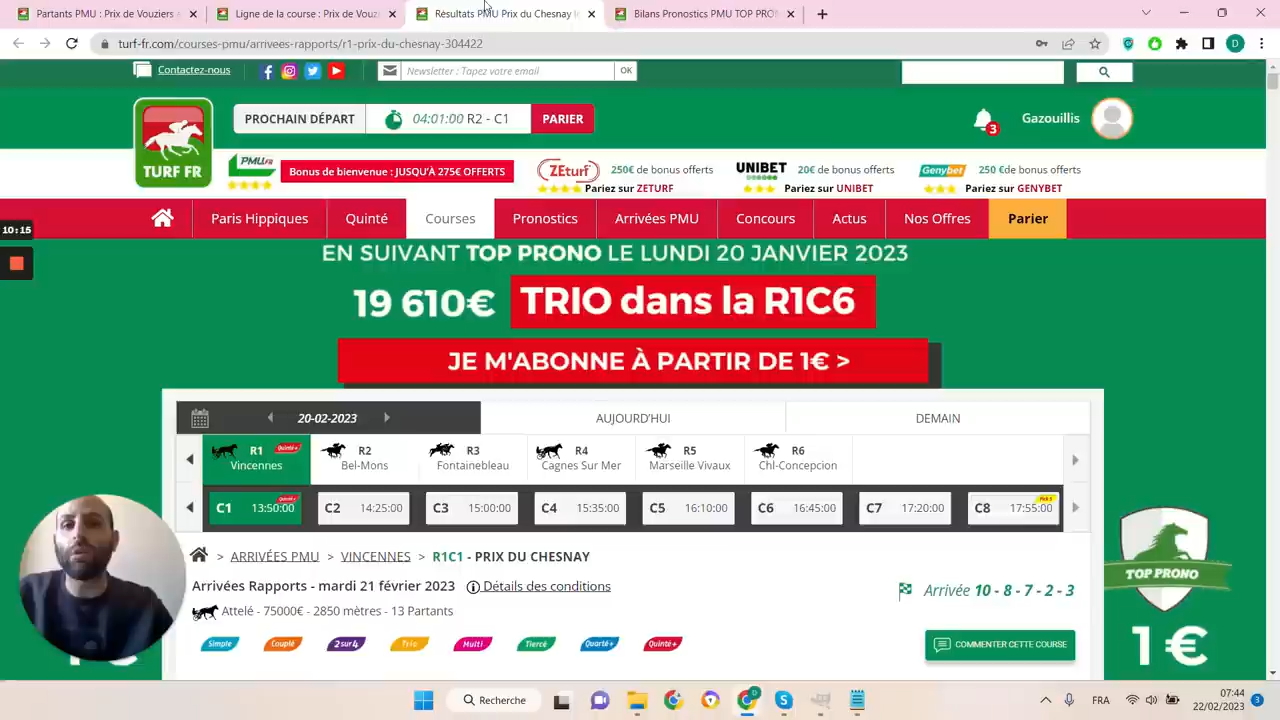 Partants PMU : Prix de Vouziers
Ligne de la course : Prix de Vouz
Résultats PMU Prix du Chesnay le
Bilans Pronostics PMU TOP PRON
turf-fr.com/courses-pmu/arrivees-rapports/r1-prix-du-chesnay-304422
D
Contactez-nous
Newsletter : Tapez votre email
OK
TURF FR
PROCHAIN DÉPART
04:01:00 R2 - C1
PARIER
3
Gazouillis
PMU.FR
Bonus de bienvenue : JUSQU'À 275€ OFFERTS
ZEturf
250€ de bonus offerts
Pariez sur ZETURF
UNIBET
20€ de bonus offerts
Pariez sur UNIBET
Genybet
250 €de bonus offerts
Pariez sur GENYBET
10:15
Paris Hippiques
Quinté
Courses
Pronostics
Arrivées PMU
Concours
Actus
Nos Offres
Parier
EN SUIVANT TOP PRONO LE LUNDI 20 JANVIER 2023
19 610€ TRIO dans la R1C6
JE M'ABONNE À PARTIR DE 1€ >
20-02-2023
AUJOURD'HUI
DEMAIN
R1
Quinté+
Vincennes
R2
Bel-Mons
R3
Fontainebleau
R4
Cagnes Sur Mer
R5
Marseille Vivaux
R6
Chl-Concepcion
C1 13:50:00
Quinté+
C2 14:25:00
C3 15:00:00
C4 15:35:00
C5 16:10:00
C6 16:45:00
C7 17:20:00
C8 17:55:00
> ARRIVÉES PMU > VINCENNES > R1C1 - PRIX DU CHESNAY
Arrivées Rapports - mardi 21 février 2023
Details des conditions
Arrivée 10 - 8 - 7 - 2 - 3
Attelé - 75000€ - 2850 mètres - 13 Partants
Simple
Couplé
2sur4
Trio
Multi
Tiercé
Quarté+
Quinté+
COMMENTER CETTE COURSE
TOP PRONO
1€
Recherche
D
FRA
07:44
22/02/2023
3